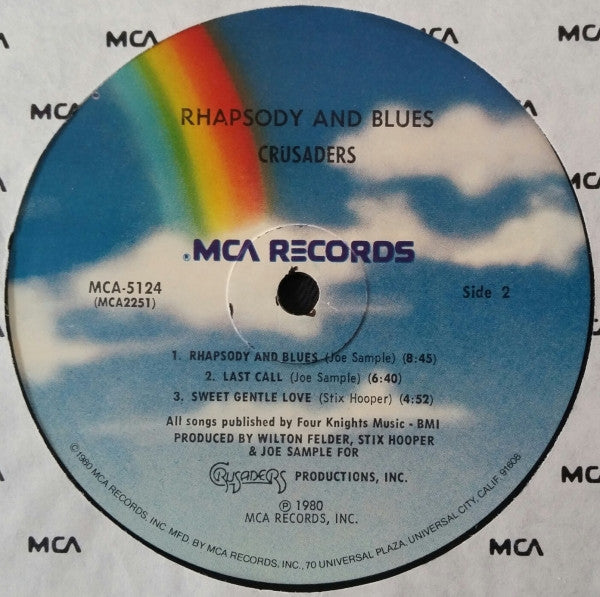 MCA
MCA
MCA
RHAPSODY AND BLUES
CRUSADERS
®MCA RECORDS
MCA-5124
(MCA2251)
Side 2
1. RHAPSODY AND BLUES (Joe Sample) (8:45)
2. LAST CALL (Joe Sample) (6:40)
3. SWEET GENTLE LOVE (Stix Hooper) (4:52)
All songs published by Four Knights Music - BMI
PRODUCED BY WILTON FELDER, STIX HOOPER
& JOE SAMPLE FOR
CRUSADERS PRODUCTIONS, INC.
℗ 1980
MCA RECORDS, INC.
©1980 MCA RECORDS, INC. MFD. BY MCA RECORDS, INC., 70 UNIVERSAL PLAZA, UNIVERSAL CITY, CALIF. 91608
MCA
MCA